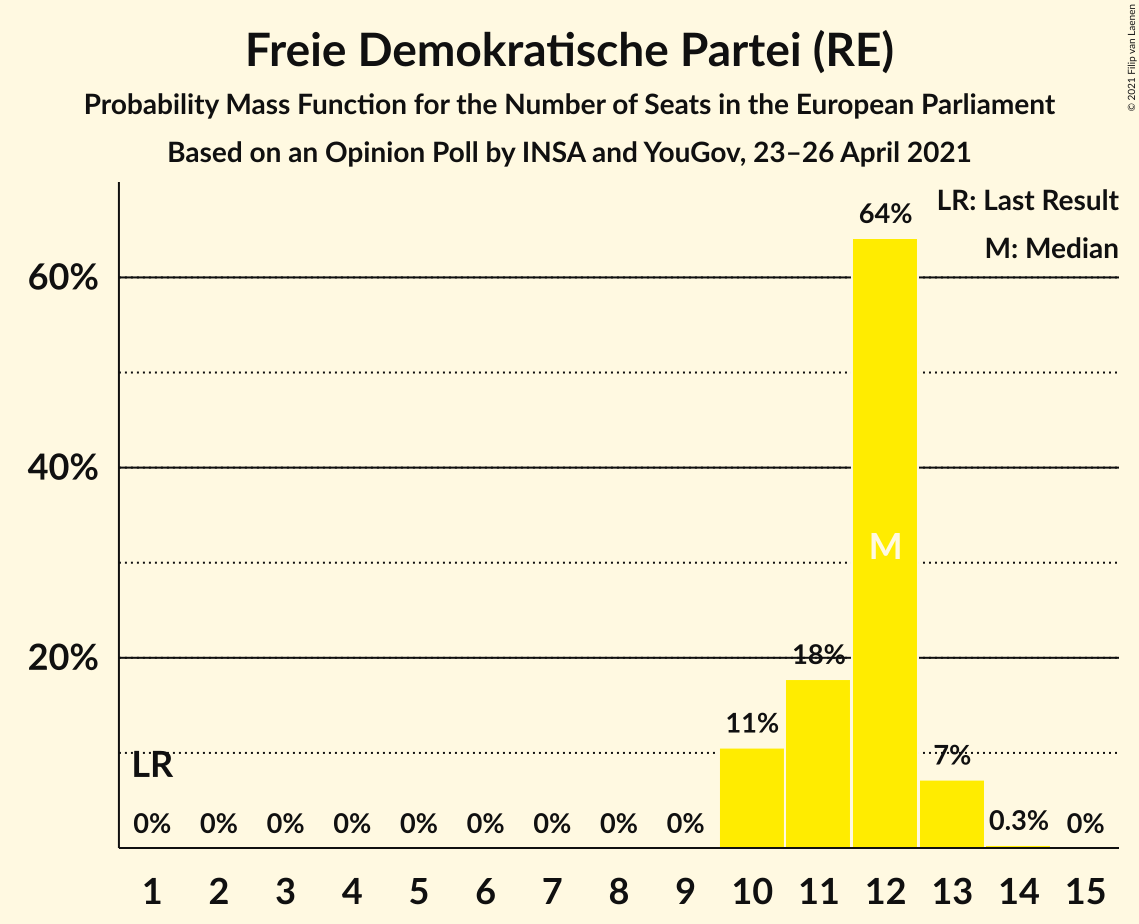 Freie Demokratische Partei (RE)
Probability Mass Function for the Number of Seats in the European Parliament
Based on an Opinion Poll by INSA and YouGov, 23–26 April 2021
© 2021 Filip van Laenen
LR: Last Result
M: Median
64%
60%
40%
M
20%
18%
11%
7%
LR
0% 0% 0% 0% 0% 0% 0% 0% 0% 0.3% 0%
1 2 3 4 5 6 7 8 9 10 11 12 13 14 15